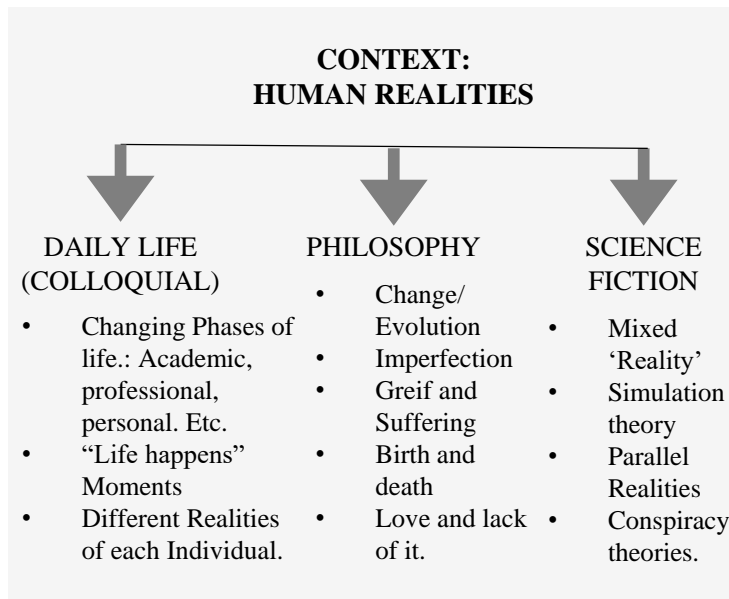 CONTEXT:
HUMAN REALITIES
DAILY LIFE
(COLLOQUIAL)
• Changing Phases of
life.: Academic,
professional,
personal. Etc.
• “Life happens”
Moments
• Different Realities
of each Individual.
PHILOSOPHY
• Change/
Evolution
• Imperfection
• Greif and
Suffering
• Birth and
death
• Love and lack
of it.
SCIENCE
FICTION
• Mixed
‘Reality’
• Simulation
theory
• Parallel
Realities
• Conspiracy
theories.